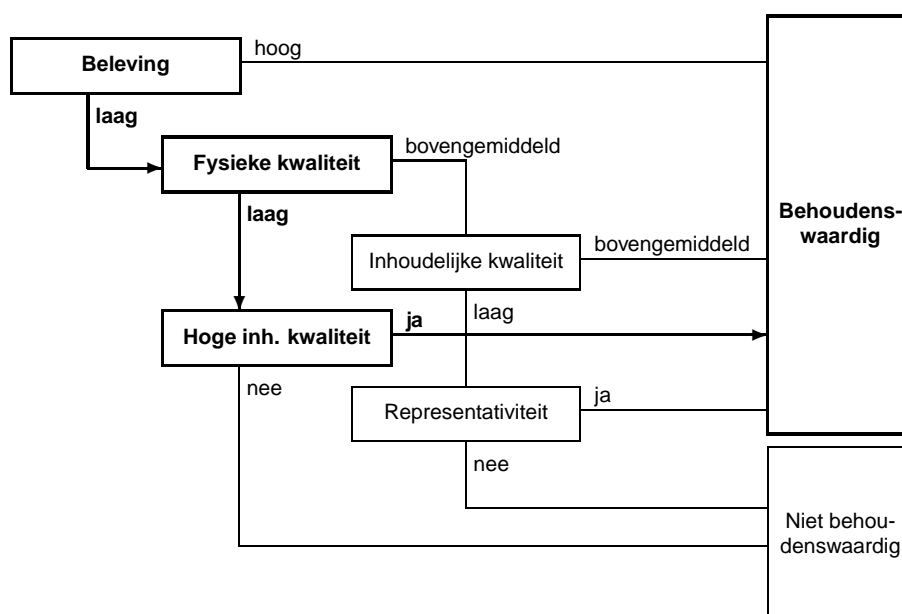 hoog
Beleving
laag
bovengemiddeld
Fysieke kwaliteit
laag
Behoudens-
waardig
bovengemiddeld
Inhoudelijke kwaliteit
laag
ja
Hoge inh. kwaliteit
nee
ja
Representativiteit
nee
Niet behou-
denswaardig